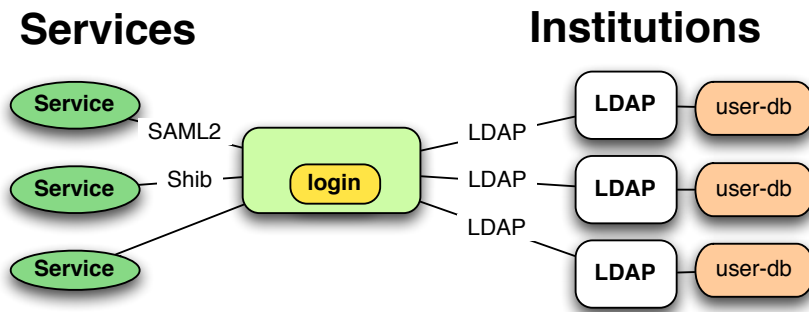 Services
Institutions
Service
SAML2
LDAP
LDAP
user-db
Service
Shib
login
LDAP
LDAP
user-db
Service
LDAP
LDAP
user-db